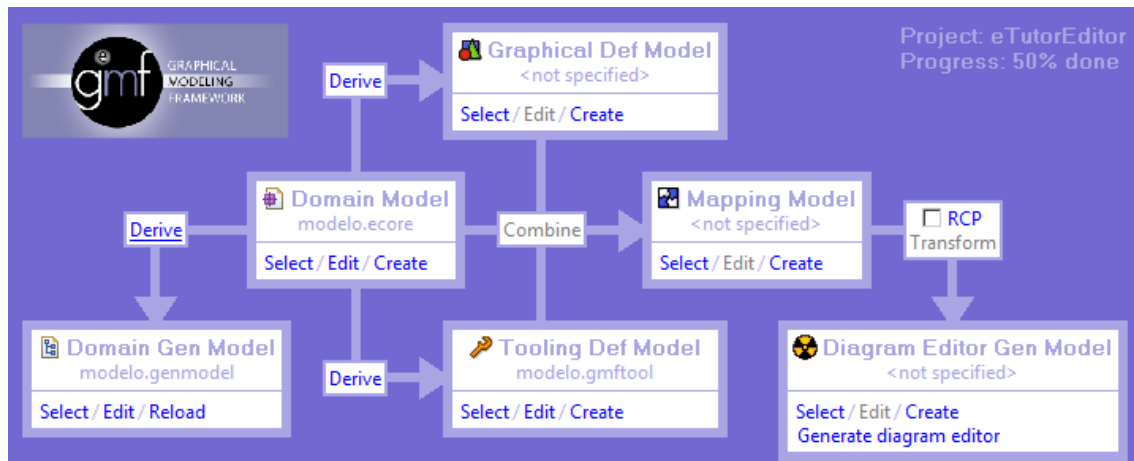 e
gmf
GRAPHICAL
MODELING
FRAMEWORK
Project: eTutorEditor
Progress: 50% done
Derive
Graphical Def Model
<not specified>
Select / Edit / Create
Derive
Domain Model
modelo.ecore
Select / Edit / Create
Combine
Mapping Model
<not specified>
Select / Edit / Create
RCP
Transform
Domain Gen Model
modelo.genmodel
Select / Edit / Reload
Derive
Tooling Def Model
modelo.gmftool
Select / Edit / Create
Diagram Editor Gen Model
<not specified>
Select / Edit / Create
Generate diagram editor